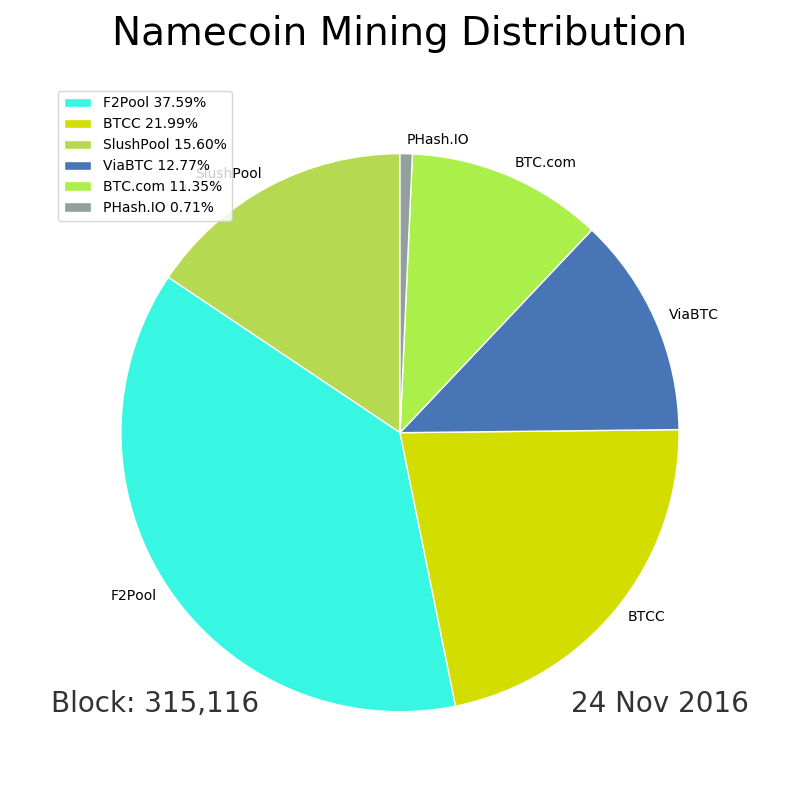 Namecoin Mining Distribution
F2Pool 37.59%
BTCC 21.99%
SlushPool 15.60%
ViaBTC 12.77%
BTC.com 11.35%
PHash.IO 0.71%
PHash.IO
BTC.com
SlushPool
ViaBTC
F2Pool
BTCC
Block: 315,116
24 Nov 2016